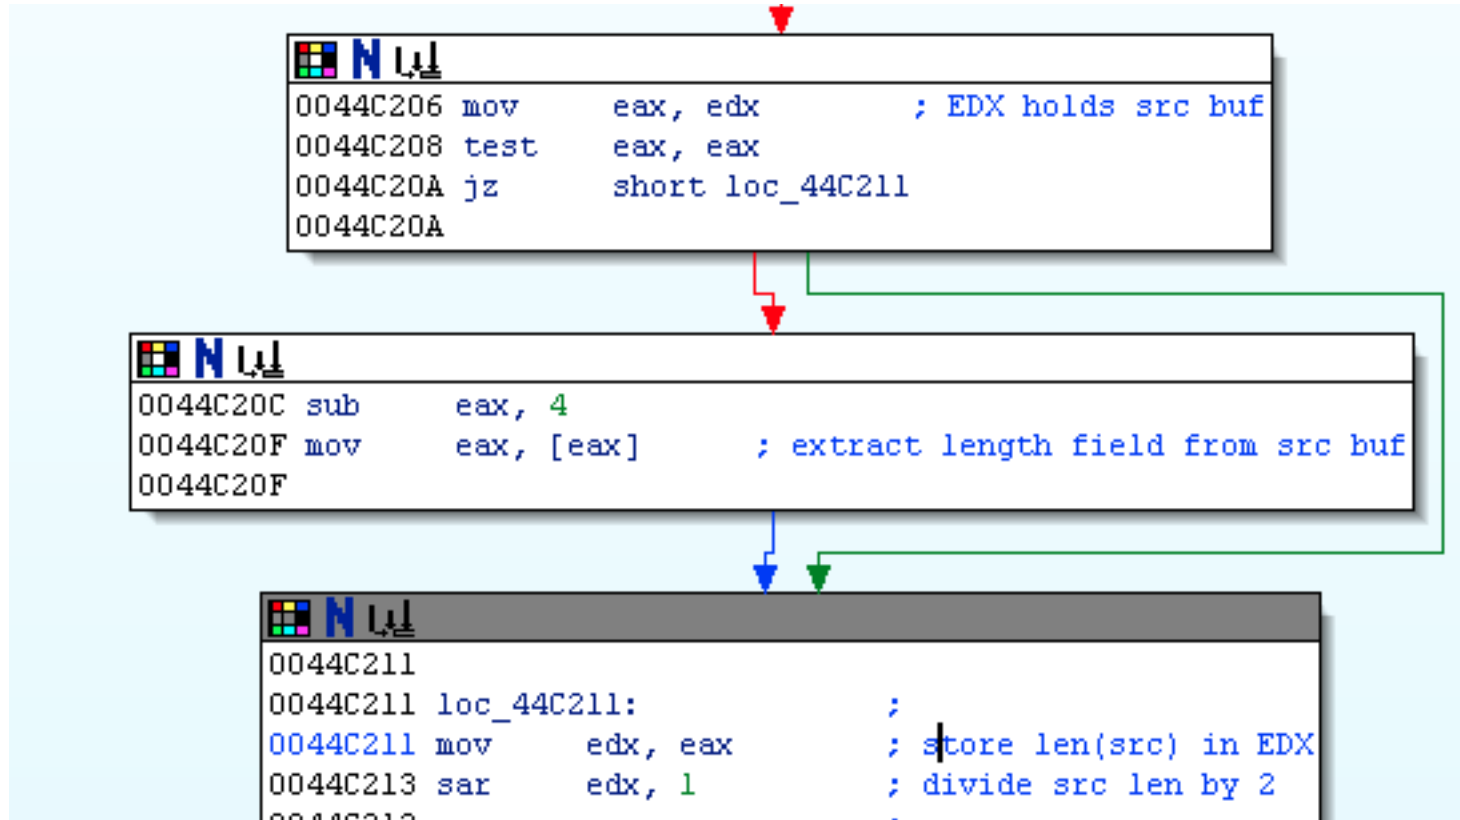 0044C206 mov eax, edx ; EDX holds src buf
0044C208 test eax, eax
0044C20A jz short loc_44C211
0044C20A
0044C20C sub eax, 4
0044C20F mov eax, [eax] ; extract length field from src buf
0044C20F
0044C211
0044C211 loc_44C211: ;
0044C211 mov edx, eax ; store len(src) in EDX
0044C213 sar edx, 1 ; divide src len by 2